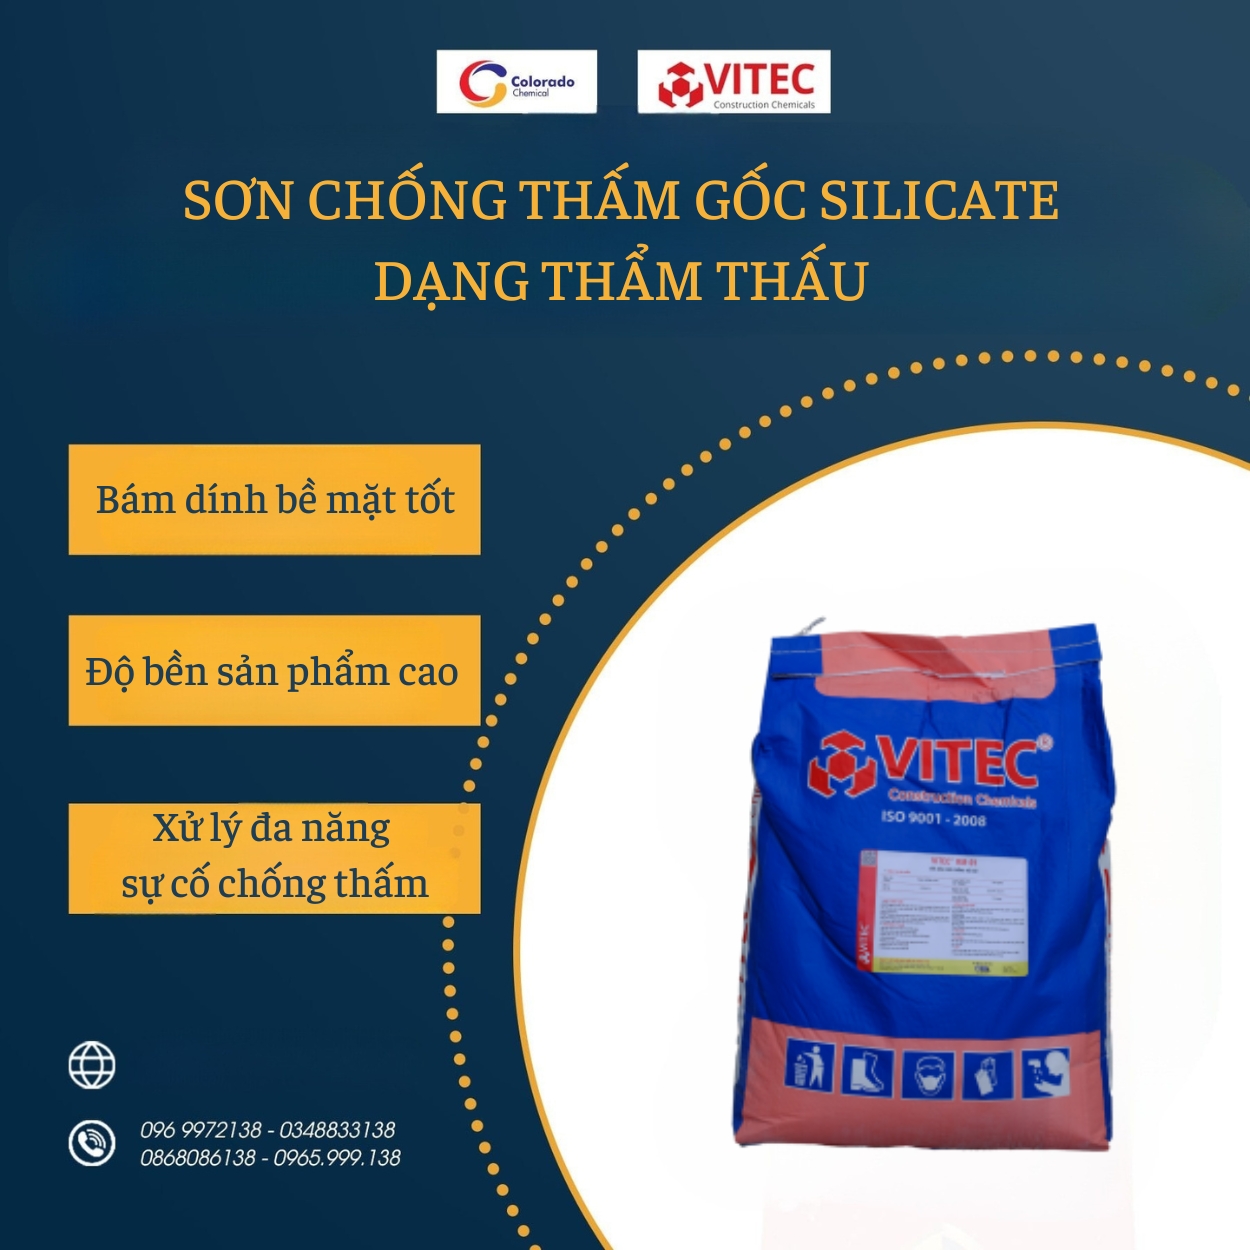 Colorado
Chemical
VITEC
Construction Chemicals
SƠN CHỐNG THẤM GỐC SILICATE
DẠNG THẨM THẤU
Bám dính bề mặt tốt
Độ bền sản phẩm cao
Xử lý đa năng
sự cố chống thấm
VITEC®
Construction Chemicals
ISO 9001 - 2008
VITEC
096 9972138 - 0348833138
0868086138 - 0965.999.138